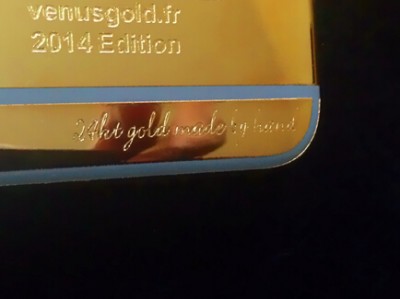 venusgold.fr
2014 Edition
24kt gold made by hand